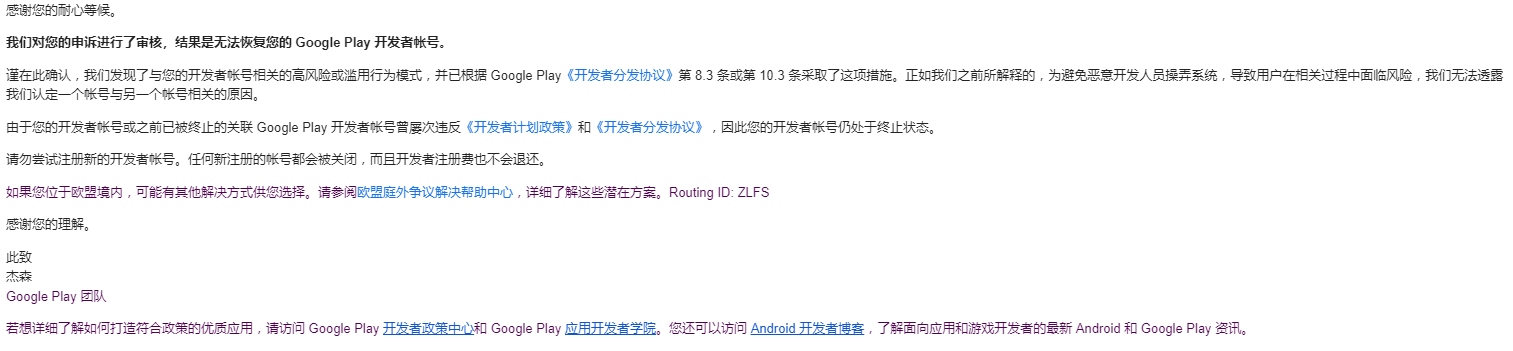 感谢您的耐心等候。
我们对您的申诉进行了审核，结果是无法恢复您的 Google Play 开发者帐号。
谨在此确认，我们发现了与您的开发者帐号相关的高风险或滥用行为模式，并已根据 Google Play《开发者分发协议》第 8.3 条或第 10.3 条采取了这项措施。正如我们之前所解释的，为避免恶意开发人员操弄系统，导致用户在相关过程中面临风险，我们无法透露
我们认定一个帐号与另一个帐号相关的原因。
由于您的开发者帐号或之前已被终止的关联 Google Play 开发者帐号曾屡次违反《开发者计划政策》和《开发者分发协议》，因此您的开发者帐号仍处于终止状态。
请勿尝试注册新的开发者帐号。任何新注册的帐号都会被关闭，而且开发者注册费也不会退还。
如果您位于欧盟境内，可能有其他解决方式供您选择。请参阅欧盟庭外争议解决帮助中心，详细了解这些潜在方案。Routing ID: ZLFS
感谢您的理解。
此致
杰森
Google Play 团队
若想详细了解如何打造符合政策的优质应用，请访问 Google Play 开发者政策中心和 Google Play 应用开发者学院。您还可以访问 Android 开发者博客，了解面向应用和游戏开发者的最新 Android 和 Google Play 资讯。